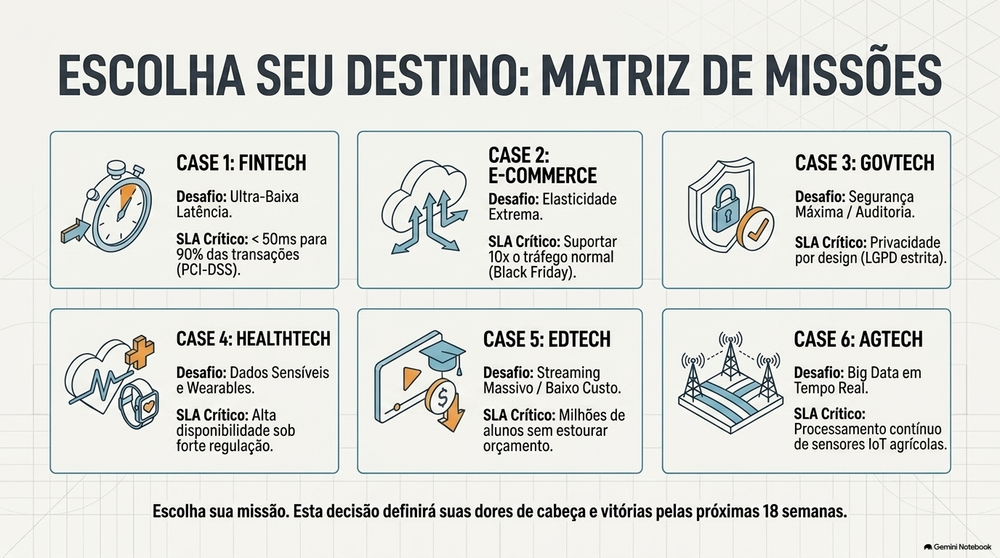 ESCOLHA SEU DESTINO: MATRIZ DE MISSÕES
CASE 1: FINTECH
Desafio: Ultra-Baixa
Latência.
SLA Crítico: < 50ms para
90% das transações
(PCI-DSS).
CASE 2:
E-COMMERCE
Desafio: Elasticidade
Extrema.
SLA Crítico: Suportar
10x o tráfego normal
(Black Friday).
CASE 3: GOVTECH
Desafio: Segurança
Máxima / Auditoria.
SLA Crítico: Privacidade
por design (LGPD estrita).
CASE 4: HEALTHTECH
Desafio: Dados Sensíveis
e Wearables.
SLA Crítico: Alta
disponibilidade sob
forte regulação.
CASE 5: EDTECH
Desafio: Streaming
Massivo / Baixo Custo.
SLA Crítico: Milhões de
alunos sem estourar
orçamento.
$
CASE 6: AGTECH
Desafio: Big Data em
Tempo Real.
SLA Crítico:
Processamento contínuo
de sensores IoT agrícolas.
Escolha sua missão. Esta decisão definirá suas dores de cabeça e vitórias pelas próximas 18 semanas.
Gemini Notebook